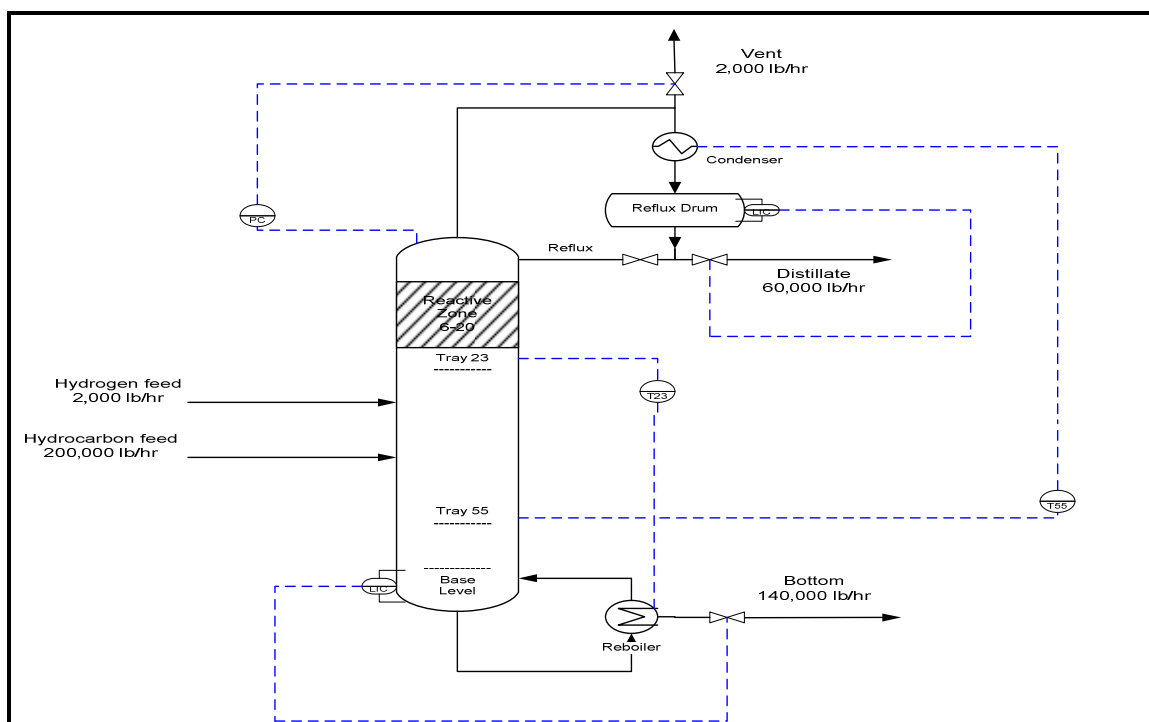 Vent
2,000 lb/hr
Condenser
PC
Reflux Drum
LIC
Reflux
Distillate
60,000 lb/hr
Reactive
Zone
6-20
Tray 23
Hydrogen feed
2,000 lb/hr
T23
Hydrocarbon feed
200,000 lb/hr
Tray 55
T55
Base
Level
LIC
Bottom
140,000 lb/hr
Reboiler